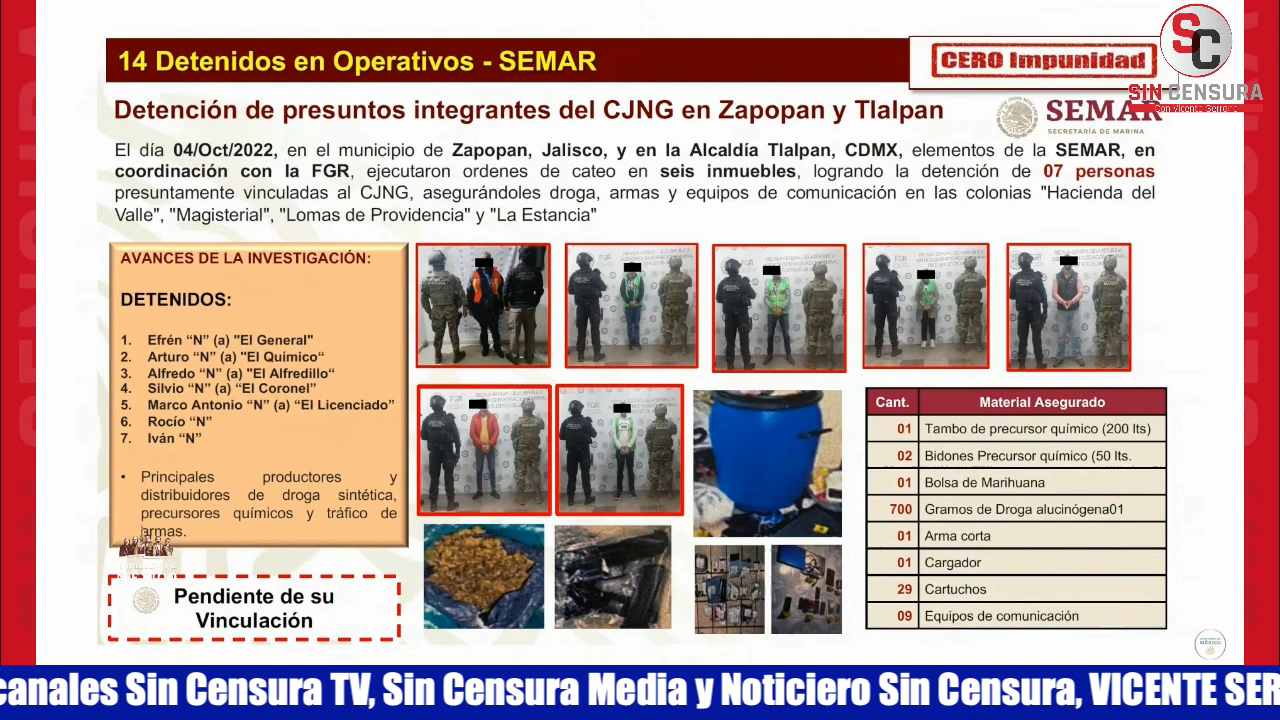 14 Detenidos en Operativos - SEMAR
CERO Impunidad
SC
SIN CENSURA
Con Vicente Serrano
Detención de presuntos integrantes del CJNG en Zapopan y Tlalpan
SEMAR
SECRETARÍA DE MARINA
El día 04/Oct/2022, en el municipio de Zapopan, Jalisco, y en la Alcaldía Tlalpan, CDMX, elementos de la SEMAR, en
coordinación con la FGR, ejecutaron ordenes de cateo en seis inmuebles, logrando la detención de 07 personas
presuntamente vinculadas al CJNG, asegurándoles droga, armas y equipos de comunicación en las colonias "Hacienda del
Valle", "Magisterial", "Lomas de Providencia" y "La Estancia"
AVANCES DE LA INVESTIGACIÓN:
DETENIDOS:
1. Efrén “N” (a) "El General"
2. Arturo “N” (a) "El Químico“
3. Alfredo “N” (a) "El Alfredillo“
4. Silvio “N” (a) “El Coronel”
5. Marco Antonio “N” (a) “El Licenciado”
6. Rocío “N”
7. Iván “N”
• Principales productores y
distribuidores de droga sintética,
precursores químicos y tráfico de
armas.
Pendiente de su
Vinculación
FGR
FGR
Cant. Material Asegurado
01 Tambo de precursor químico (200 lts)
02 Bidones Precursor químico (50 lts.
01 Bolsa de Marihuana
700 Gramos de Droga alucinógena01
01 Arma corta
01 Cargador
29 Cartuchos
09 Equipos de comunicación
MÉXICO
canales Sin Censura TV, Sin Censura Media y Noticiero Sin Censura, VICENTE SER